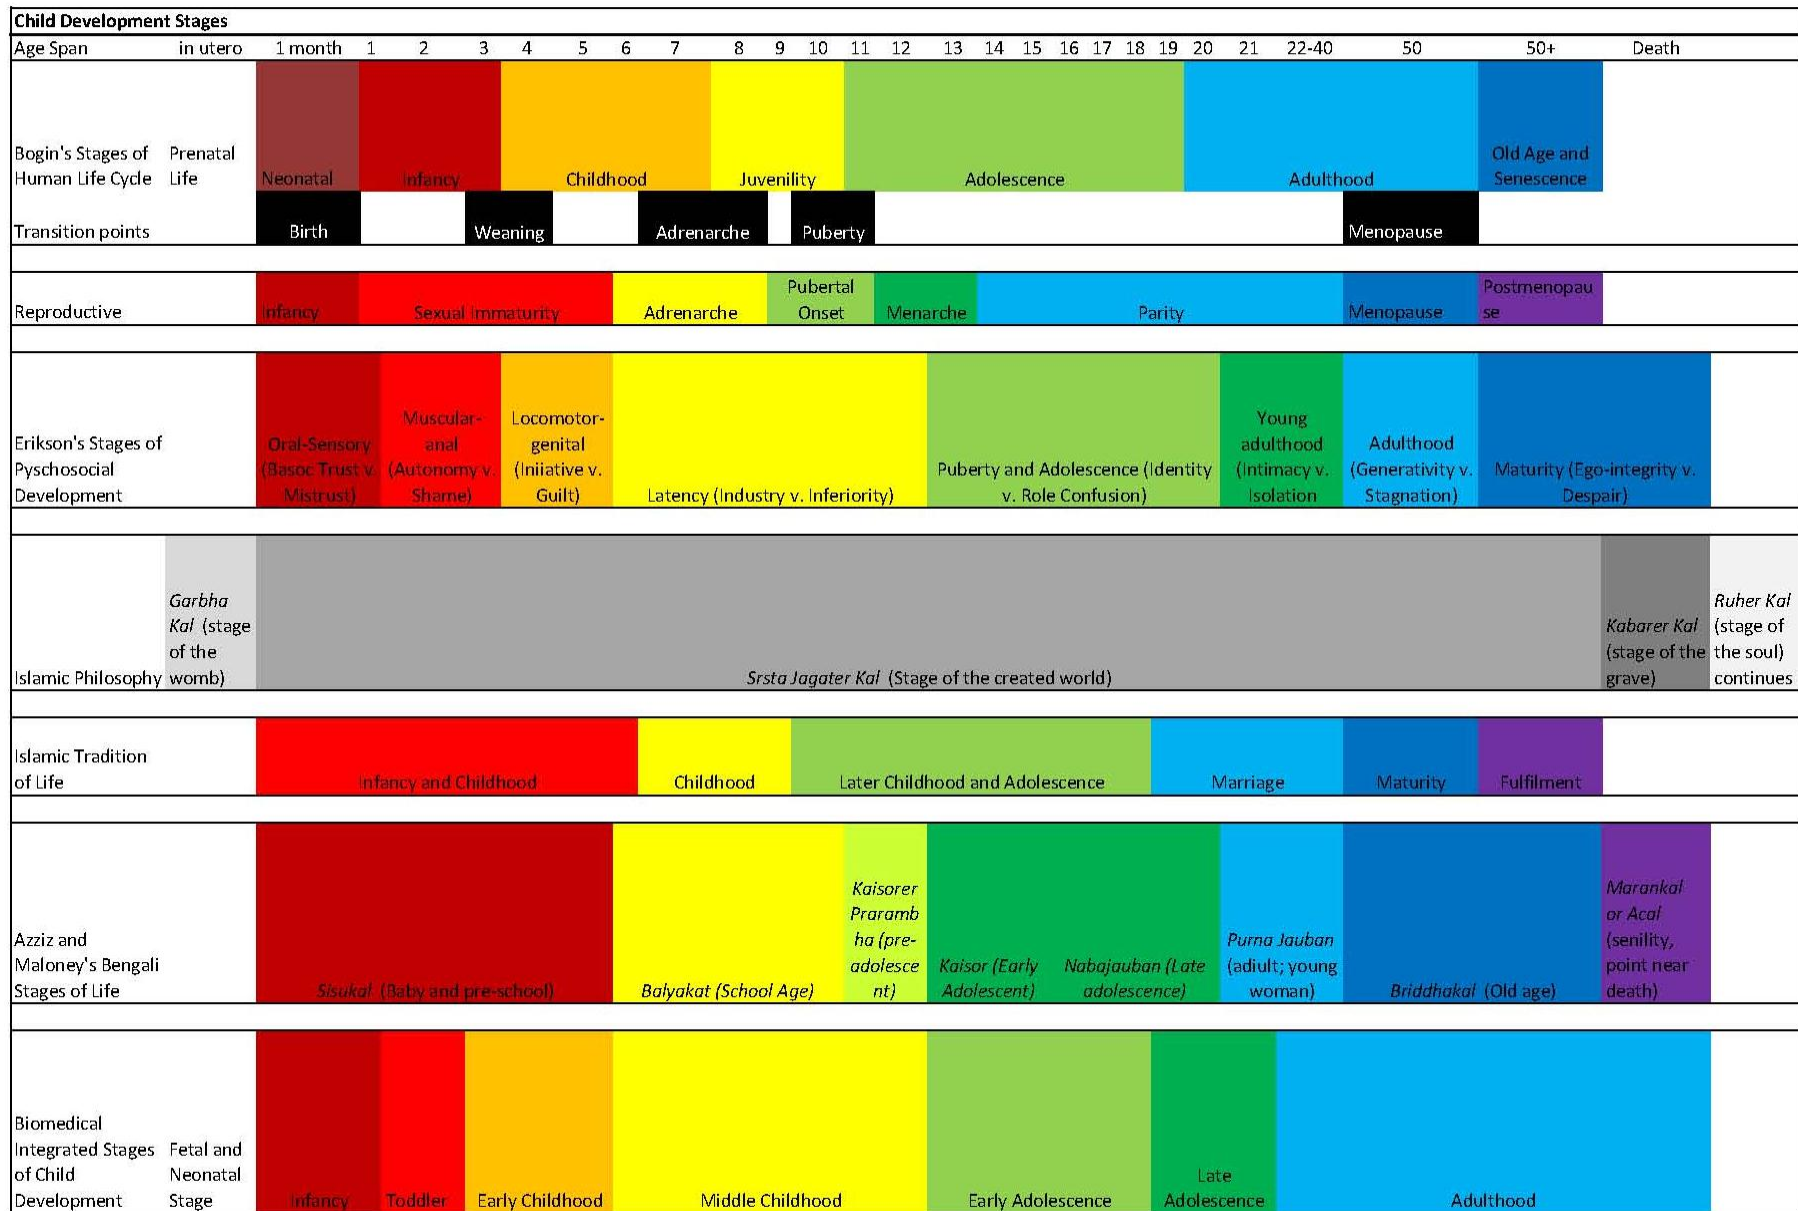 Child Development Stages
Age Span in utero 1 month 1 2 3 4 5 6 7 8 9 10 11 12 13 14 15 16 17 18 19 20 21 22-40 50 50+ Death
Bogin's Stages of
Human Life Cycle
Prenatal
Life
Neonatal
Infancy
Childhood
Juvenility
Adolescence
Adulthood
Old Age and
Senescence
Transition points
Birth
Weaning
Adrenarche
Puberty
Menopause
Reproductive
Infancy
Sexual Immaturity
Adrenarche
Pubertal
Onset
Menarche
Parity
Menopause
Postmenopau
se
Erikson's Stages of
Pyschosocial
Development
Oral-Sensory
(Basoc Trust v.
Mistrust)
Muscular-
anal
(Autonomy v.
Shame)
Locomotor-
genital
(Iniiative v.
Guilt)
Latency (Industry v. Inferiority)
Puberty and Adolescence (Identity
v. Role Confusion)
Young
adulthood
(Intimacy v.
Isolation
Adulthood
(Generativity v.
Stagnation)
Maturity (Ego-integrity v.
Despair)
Islamic Philosophy
Garbha
Kal (stage
of the
womb)
Srsta Jagater Kal (Stage of the created world)
Kabarer Kal
(stage of the
grave)
Ruher Kal
(stage of
the soul)
continues
Islamic Tradition
of Life
Infancy and Childhood
Childhood
Later Childhood and Adolescence
Marriage
Maturity
Fulfilment
Azziz and
Maloney's Bengali
Stages of Life
Sisukal (Baby and pre-school)
Balyakat (School Age)
Kaisorer
Praramb
ha (pre-
adolesce
nt)
Kaisor (Early
Adolescent)
Nabajauban (Late
adolescence)
Purna Jauban
(adiult; young
woman)
Briddhakal (Old age)
Marankal
or Acal
(senility,
point near
death)
Biomedical
Integrated Stages
of Child
Development
Fetal and
Neonatal
Stage
Infancy
Toddler
Early Childhood
Middle Childhood
Early Adolescence
Late
Adolescence
Adulthood